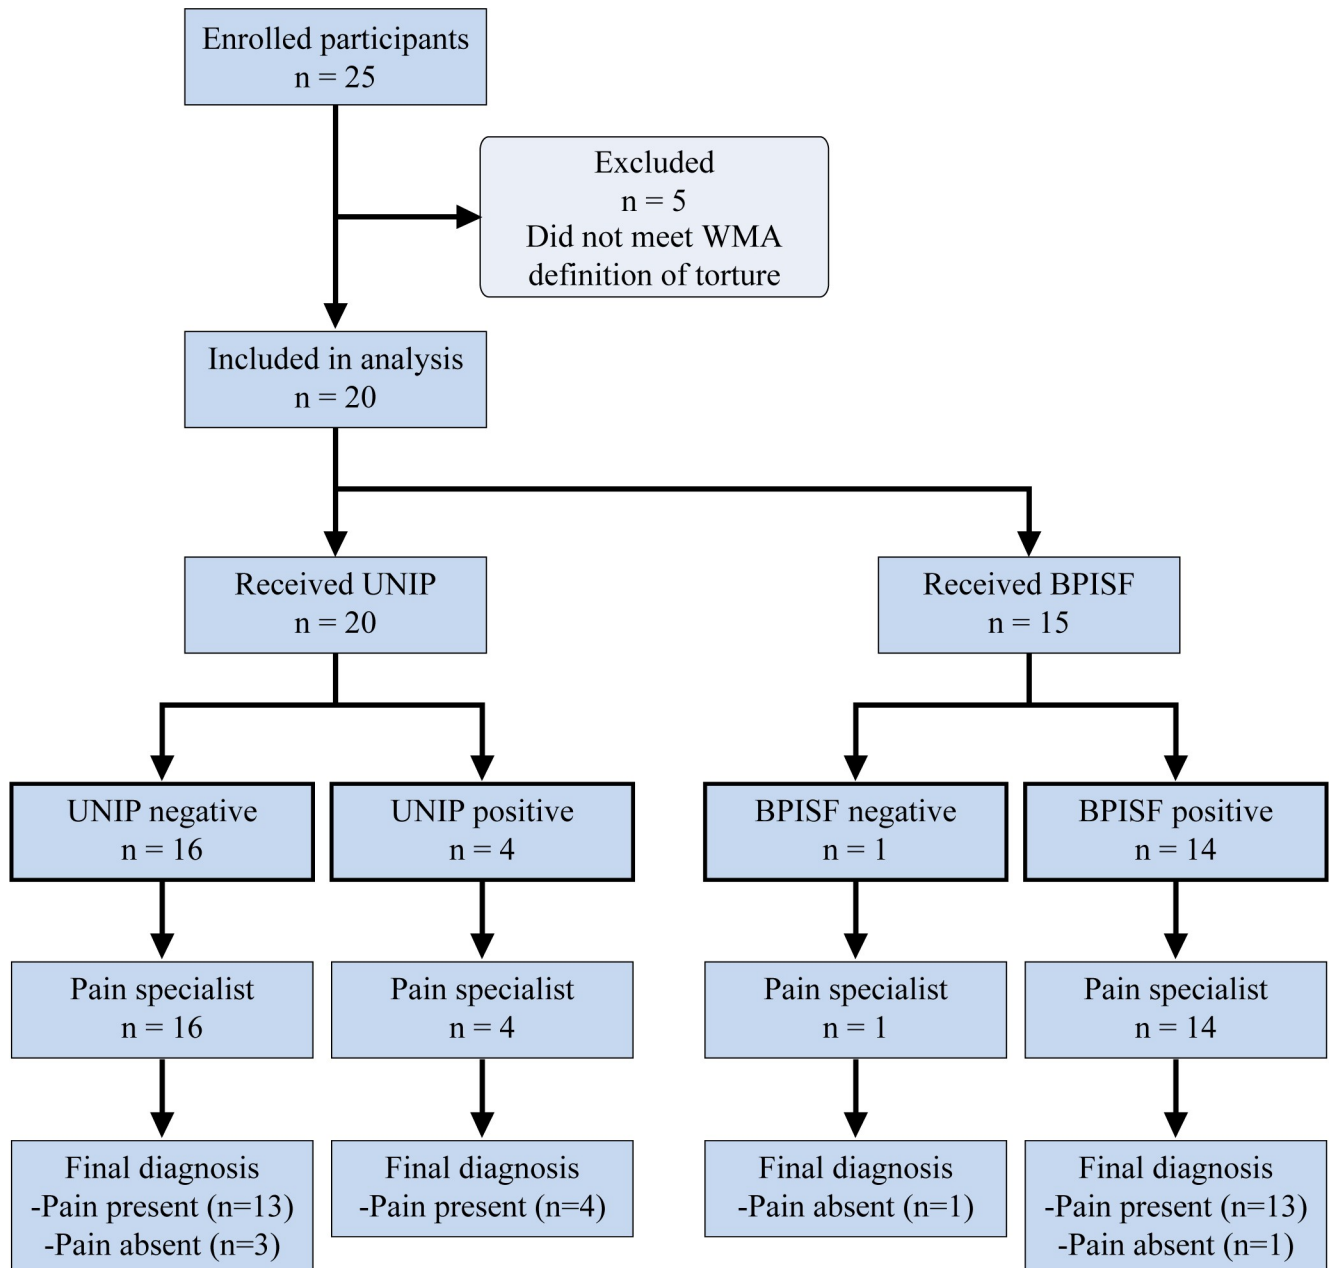 Enrolled participants
n = 25
Excluded
n = 5
Did not meet WMA
definition of torture
Included in analysis
n = 20
Received UNIP
n = 20
Received BPISF
n = 15
UNIP negative
n = 16
UNIP positive
n = 4
BPISF negative
n = 1
BPISF positive
n = 14
Pain specialist
n = 16
Pain specialist
n = 4
Pain specialist
n = 1
Pain specialist
n = 14
Final diagnosis
-Pain present (n=13)
-Pain absent (n=3)
Final diagnosis
-Pain present (n=4)
Final diagnosis
-Pain absent (n=1)
Final diagnosis
-Pain present (n=13)
-Pain absent (n=1)